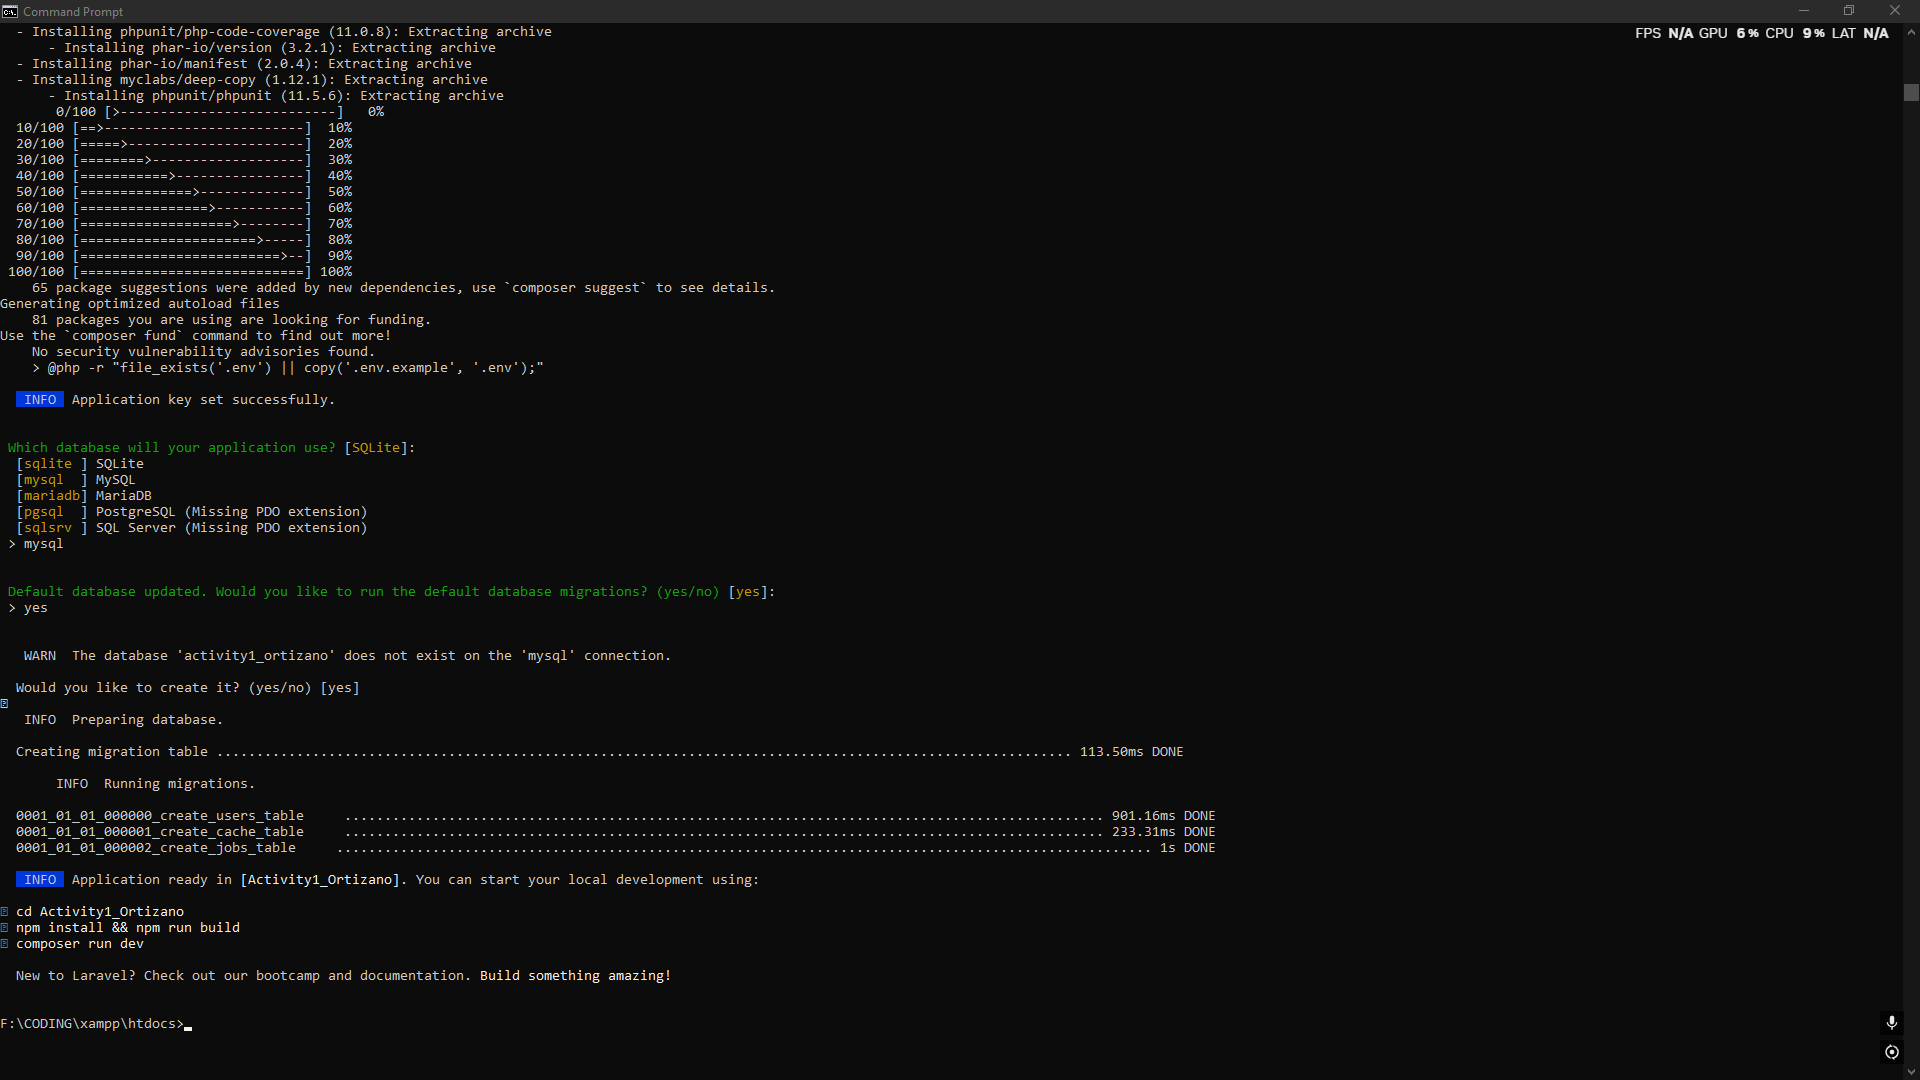 Command Prompt
- Installing phpunit/php-code-coverage (11.0.8): Extracting archive
FPS N/A GPU 6% CPU 9% LAT N/A
- Installing phar-io/version (3.2.1): Extracting archive
- Installing phar-io/manifest (2.0.4): Extracting archive
- Installing myclabs/deep-copy (1.12.1): Extracting archive
- Installing phpunit/phpunit (11.5.6): Extracting archive
0/100 [>---------------------------]   0%
10/100 [==>-------------------------]  10%
20/100 [=====>----------------------]  20%
30/100 [========>-------------------]  30%
40/100 [===========>----------------]  40%
50/100 [==============>-------------]  50%
60/100 [================>-----------]  60%
70/100 [===================>--------]  70%
80/100 [======================>-----]  80%
90/100 [=========================>--]  90%
100/100 [============================] 100%
65 package suggestions were added by new dependencies, use `composer suggest` to see details.
Generating optimized autoload files
81 packages you are using are looking for funding.
Use the `composer fund` command to find out more!
No security vulnerability advisories found.
> @php -r "file_exists('.env') || copy('.env.example', '.env');"
INFO Application key set successfully.
Which database will your application use? [SQLite]:
[sqlite ] SQLite
[mysql  ] MySQL
[mariadb] MariaDB
[pgsql  ] PostgreSQL (Missing PDO extension)
[sqlsrv ] SQL Server (Missing PDO extension)
> mysql
Default database updated. Would you like to run the default database migrations? (yes/no) [yes]:
> yes
WARN  The database 'activity1_ortizano' does not exist on the 'mysql' connection.
Would you like to create it? (yes/no) [yes]
INFO  Preparing database.
Creating migration table ........................................................................................................... 113.50ms DONE
INFO  Running migrations.
0001_01_01_000000_create_users_table ............................................................................................... 901.16ms DONE
0001_01_01_000001_create_cache_table ............................................................................................... 233.31ms DONE
0001_01_01_000002_create_jobs_table ...................................................................................................... 1s DONE
INFO Application ready in [Activity1_Ortizano]. You can start your local development using:
cd Activity1_Ortizano
npm install && npm run build
composer run dev
New to Laravel? Check out our bootcamp and documentation. Build something amazing!
F:\CODING\xampp\htdocs>